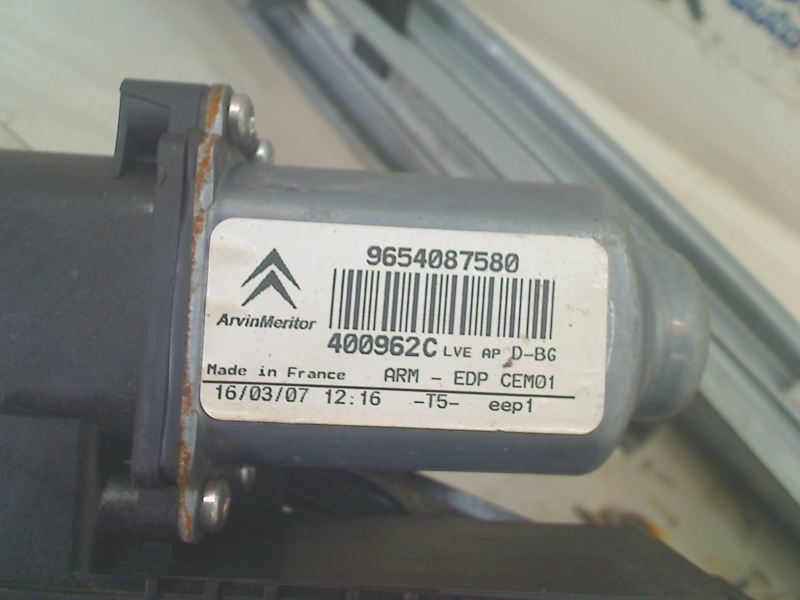 9654087580
ArvinMeritor
400962C LVE AP D-BG
Made in France ARM - EDP CEM01
16/03/07 12:16 -T5- eep1
auto